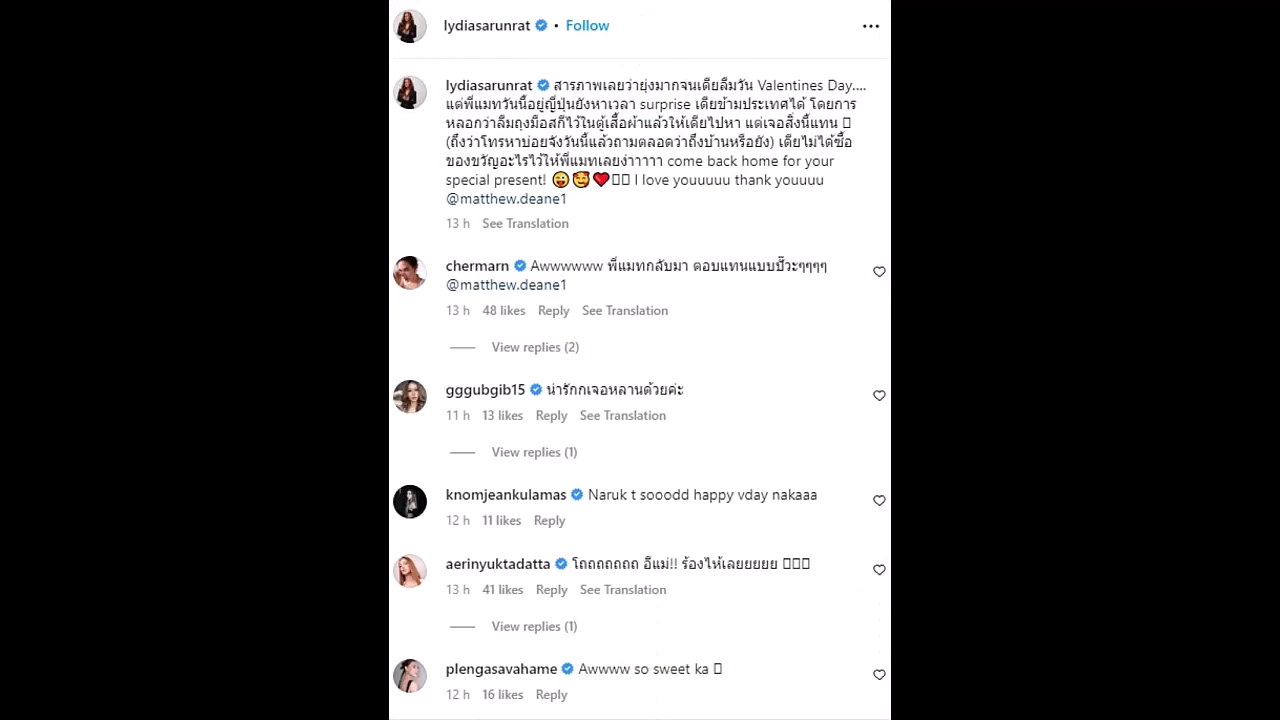 lydiasarunrat • Follow
lydiasarunrat สารภาพเลยว่ายุ่งมากจนเดียลืมวัน Valentines Day....
แต่พี่แมทวันนี้อยู่ญี่ปุ่นยังหาเวลา surprise เดียข้ามประเทศได้ โดยการ
หลอกว่าลืมถุงมือสกีไว้ในตู้เสื้อผ้าแล้วให้เดียไปหา แต่เจอสิ่งนี้แทน
(ถึงว่าโทรหาบ่อยจังวันนี้แล้วถามตลอดว่าถึงบ้านหรือยัง) เดียไม่ได้ซื้อ
ของขวัญอะไรไว้ให้พี่แมทเลยง่าาาาา come back home for your
special present! 😜🥰❤️ I love youuuuu thank youuuu
@matthew.deane1
13 h See Translation
chermarn Awwwwww พี่แมทกลับมา ตอบแทนแบบปั๊วะๆๆๆๆ
@matthew.deane1
13 h 48 likes Reply See Translation
View replies (2)
gggubgib15 น่ารักกเจอหลานด้วยค่ะ
11 h 13 likes Reply See Translation
View replies (1)
knomjeankulamas Naruk t sooodd happy vday nakaaa
12 h 11 likes Reply
aerinyuktadatta โถถถถถถ อีแม่!! ร้องไห้เลยยยยย
13 h 41 likes Reply See Translation
View replies (1)
plengasavahame Awwww so sweet ka
12 h 16 likes Reply